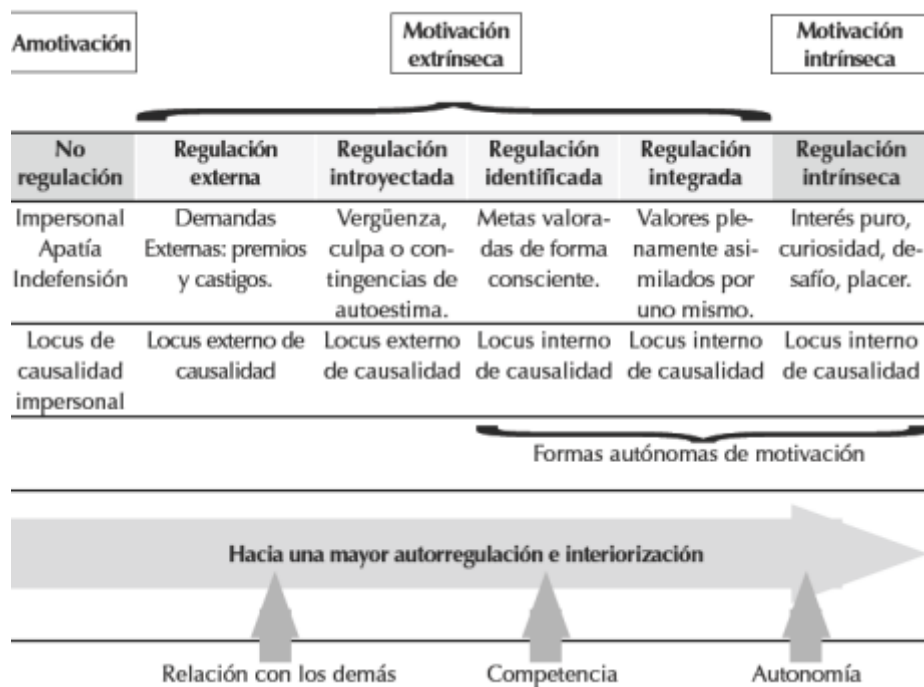 Amotivación
Motivación
extrínseca
Motivación
intrínseca
No
regulación
Regulación
externa
Regulación
introyectada
Regulación
identificada
Regulación
integrada
Regulación
intrínseca
Impersonal
Apatía
Indefensión
Demandas
Externas: premios
y castigos.
Vergüenza,
culpa o con-
tingencias de
autoestima.
Metas valora-
das de forma
consciente.
Valores ple-
namente asi-
milados por
uno mismo.
Interés puro,
curiosidad, de-
safío, placer.
Locus de
causalidad
impersonal
Locus externo de
causalidad
Locus externo
de causalidad
Locus interno
de causalidad
Locus interno
de causalidad
Locus interno
de causalidad
Formas autónomas de motivación
Hacia una mayor autorregulación e interiorización
Relación con los demás
Competencia
Autonomía